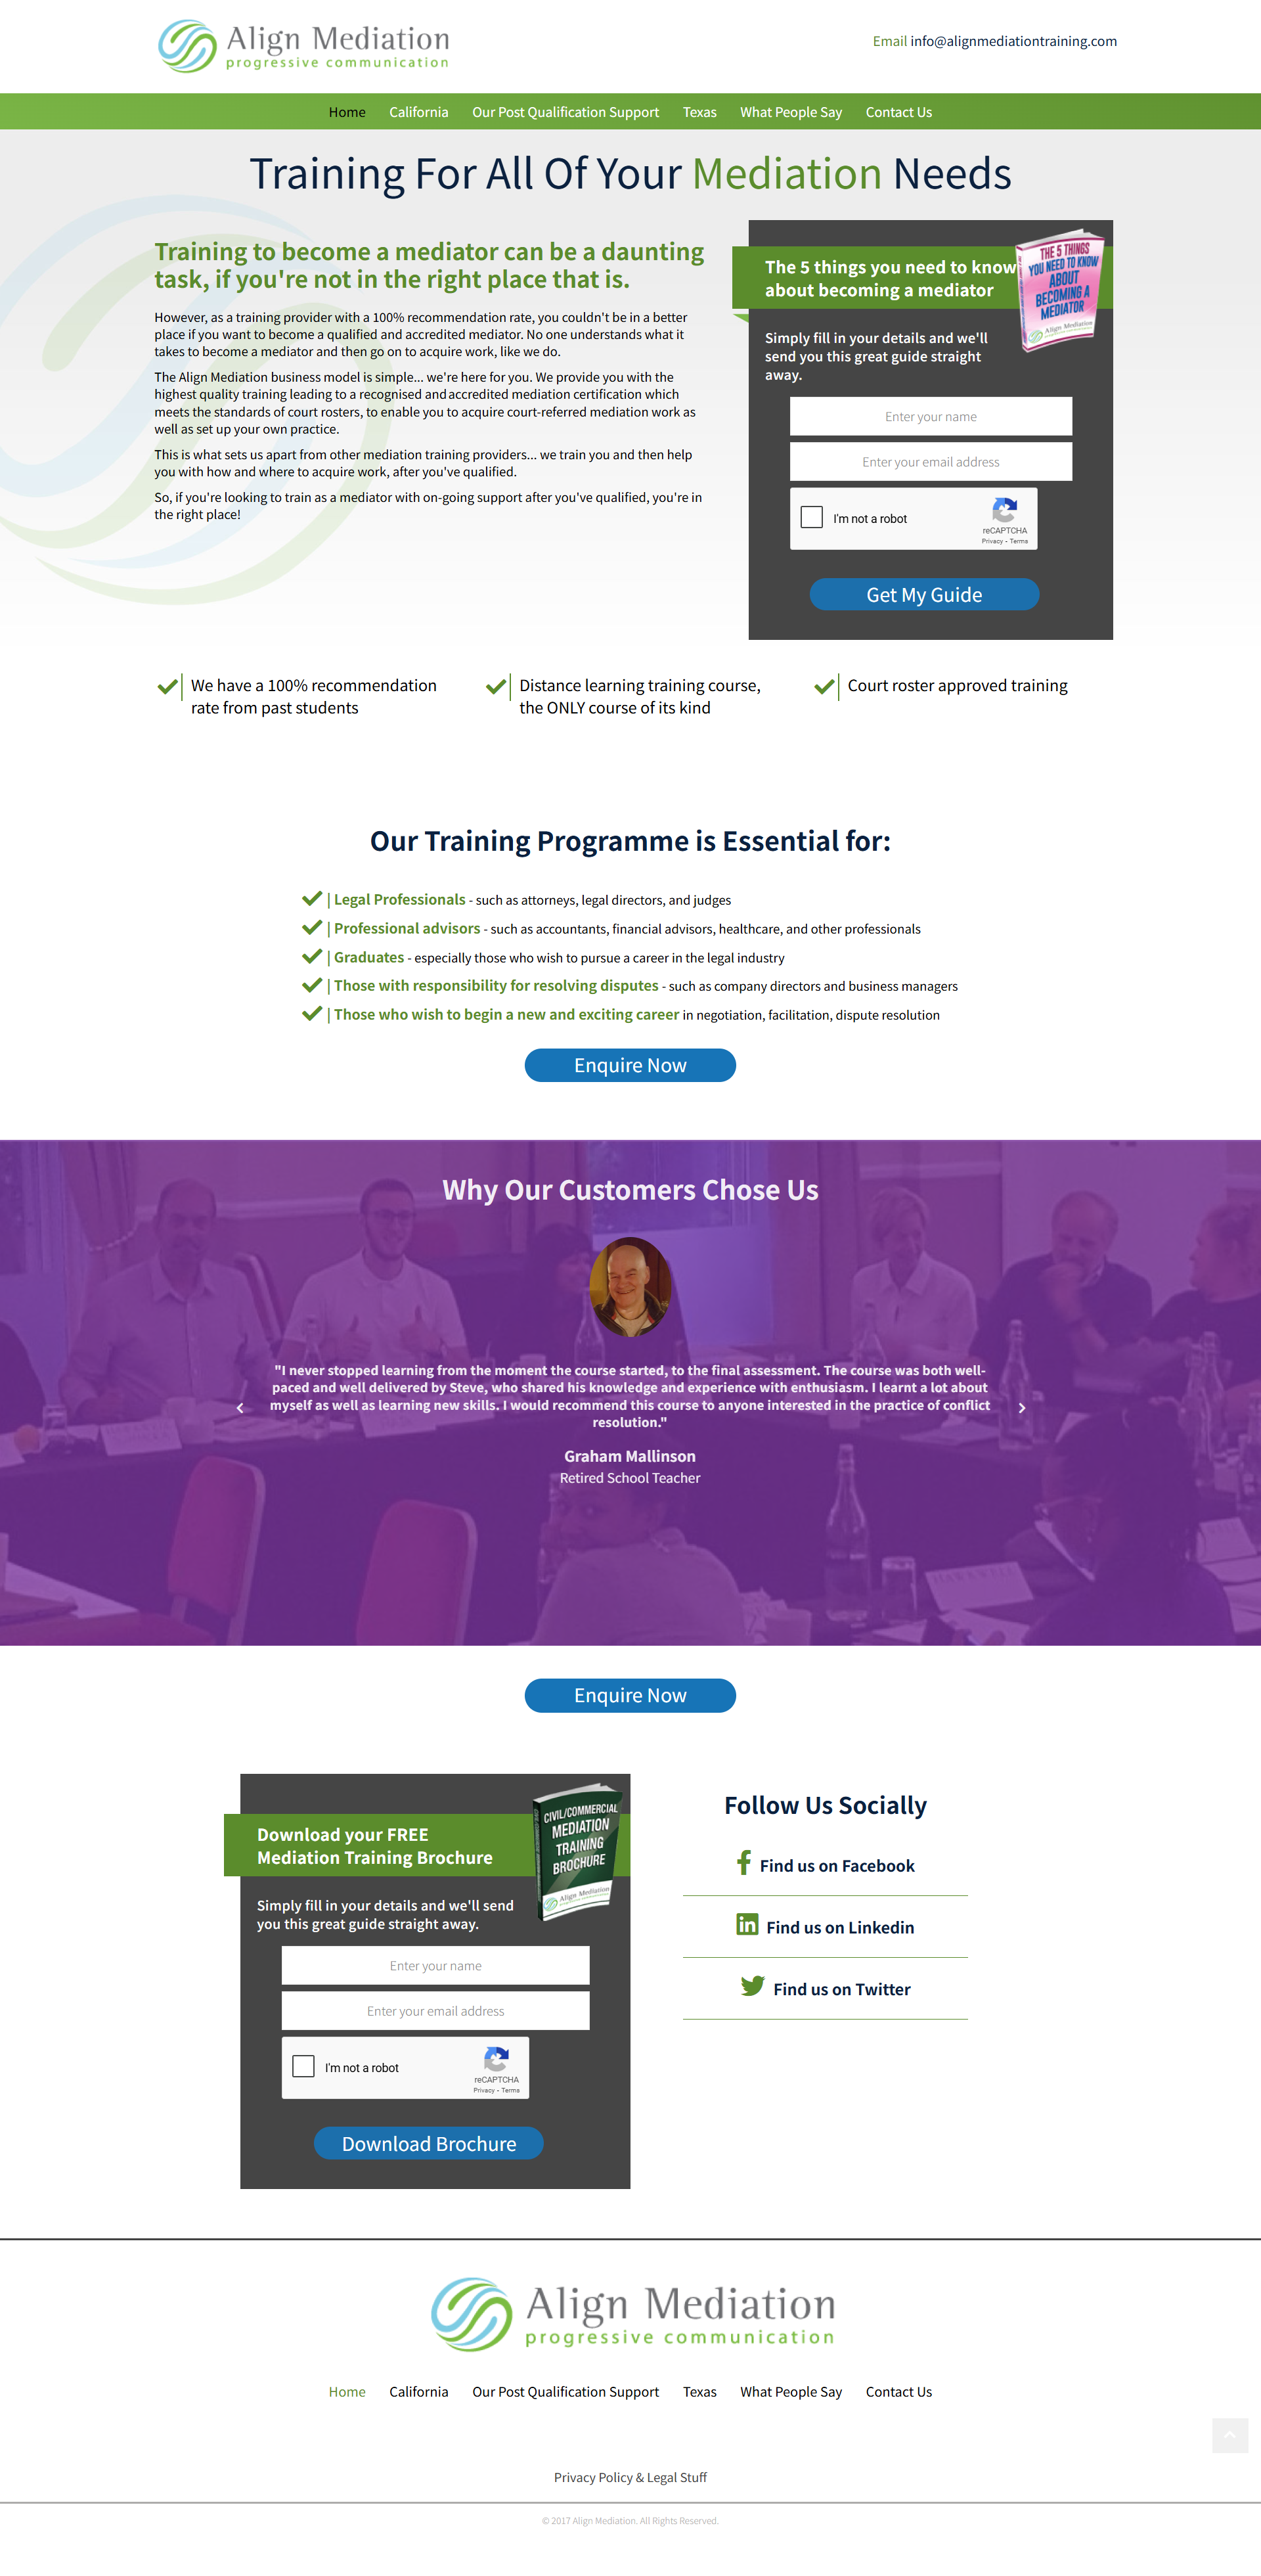 Align Mediation
progressive communication
Email info@alignmediationtraining.com
Home California Our Post Qualification Support Texas What People Say Contact Us
Training For All Of Your Mediation Needs
Training to become a mediator can be a daunting
task, if you're not in the right place that is.
However, as a training provider with a 100% recommendation rate, you couldn't be in a better
place if you want to become a qualified and accredited mediator. No one understands what it
takes to become a mediator and then go on to acquire work, like we do.
The Align Mediation business model is simple... we're here for you. We provide you with the
highest quality training leading to a recognised and accredited mediation certification which
meets the standards of court rosters, to enable you to acquire court-referred mediation work as
well as set up your own practice.
This is what sets us apart from other mediation training providers... we train you and then help
you with how and where to acquire work, after you've qualified.
So, if you're looking to train as a mediator with on-going support after you've qualified, you're in
the right place!
The 5 things you need to know
about becoming a mediator
THE 5 THINGS
YOU NEED TO KNOW
ABOUT
BECOMING A
MEDIATOR
Align Mediation
Simply fill in your details and we'll
send you this great guide straight
away.
Enter your name
Enter your email address
I'm not a robot
reCAPTCHA
Privacy - Terms
Get My Guide
We have a 100% recommendation
rate from past students
Distance learning training course,
the ONLY course of its kind
Court roster approved training
Our Training Programme is Essential for:
| Legal Professionals - such as attorneys, legal directors, and judges
| Professional advisors - such as accountants, financial advisors, healthcare, and other professionals
| Graduates - especially those who wish to pursue a career in the legal industry
| Those with responsibility for resolving disputes - such as company directors and business managers
| Those who wish to begin a new and exciting career in negotiation, facilitation, dispute resolution
Enquire Now
Why Our Customers Chose Us
"I never stopped learning from the moment the course started, to the final assessment. The course was both well-
paced and well delivered by Steve, who shared his knowledge and experience with enthusiasm. I learnt a lot about
myself as well as learning new skills. I would recommend this course to anyone interested in the practice of conflict
resolution."
Graham Mallinson
Retired School Teacher
Enquire Now
Download your FREE
Mediation Training Brochure
CIVIL/COMMERCIAL
MEDIATION
TRAINING
BROCHURE
Align Mediation
Simply fill in your details and we'll send
you this great guide straight away.
Enter your name
Enter your email address
I'm not a robot
reCAPTCHA
Privacy - Terms
Download Brochure
Follow Us Socially
Find us on Facebook
Find us on Linkedin
Find us on Twitter
Align Mediation
progressive communication
Home California Our Post Qualification Support Texas What People Say Contact Us
Privacy Policy & Legal Stuff
© 2017 Align Mediation. All Rights Reserved.